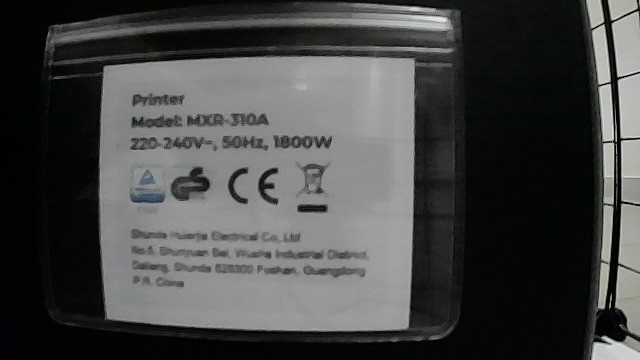 Printer
Model: MXR-310A
220-240V~, 50Hz, 1800W
CE
Shunde Huanjie Electrical Co., Ltd
No.5, Shunyuan Bei, Wusha Industrial District,
Daliang, Shunde 528300 Foshan, Guangdong
P.R. China